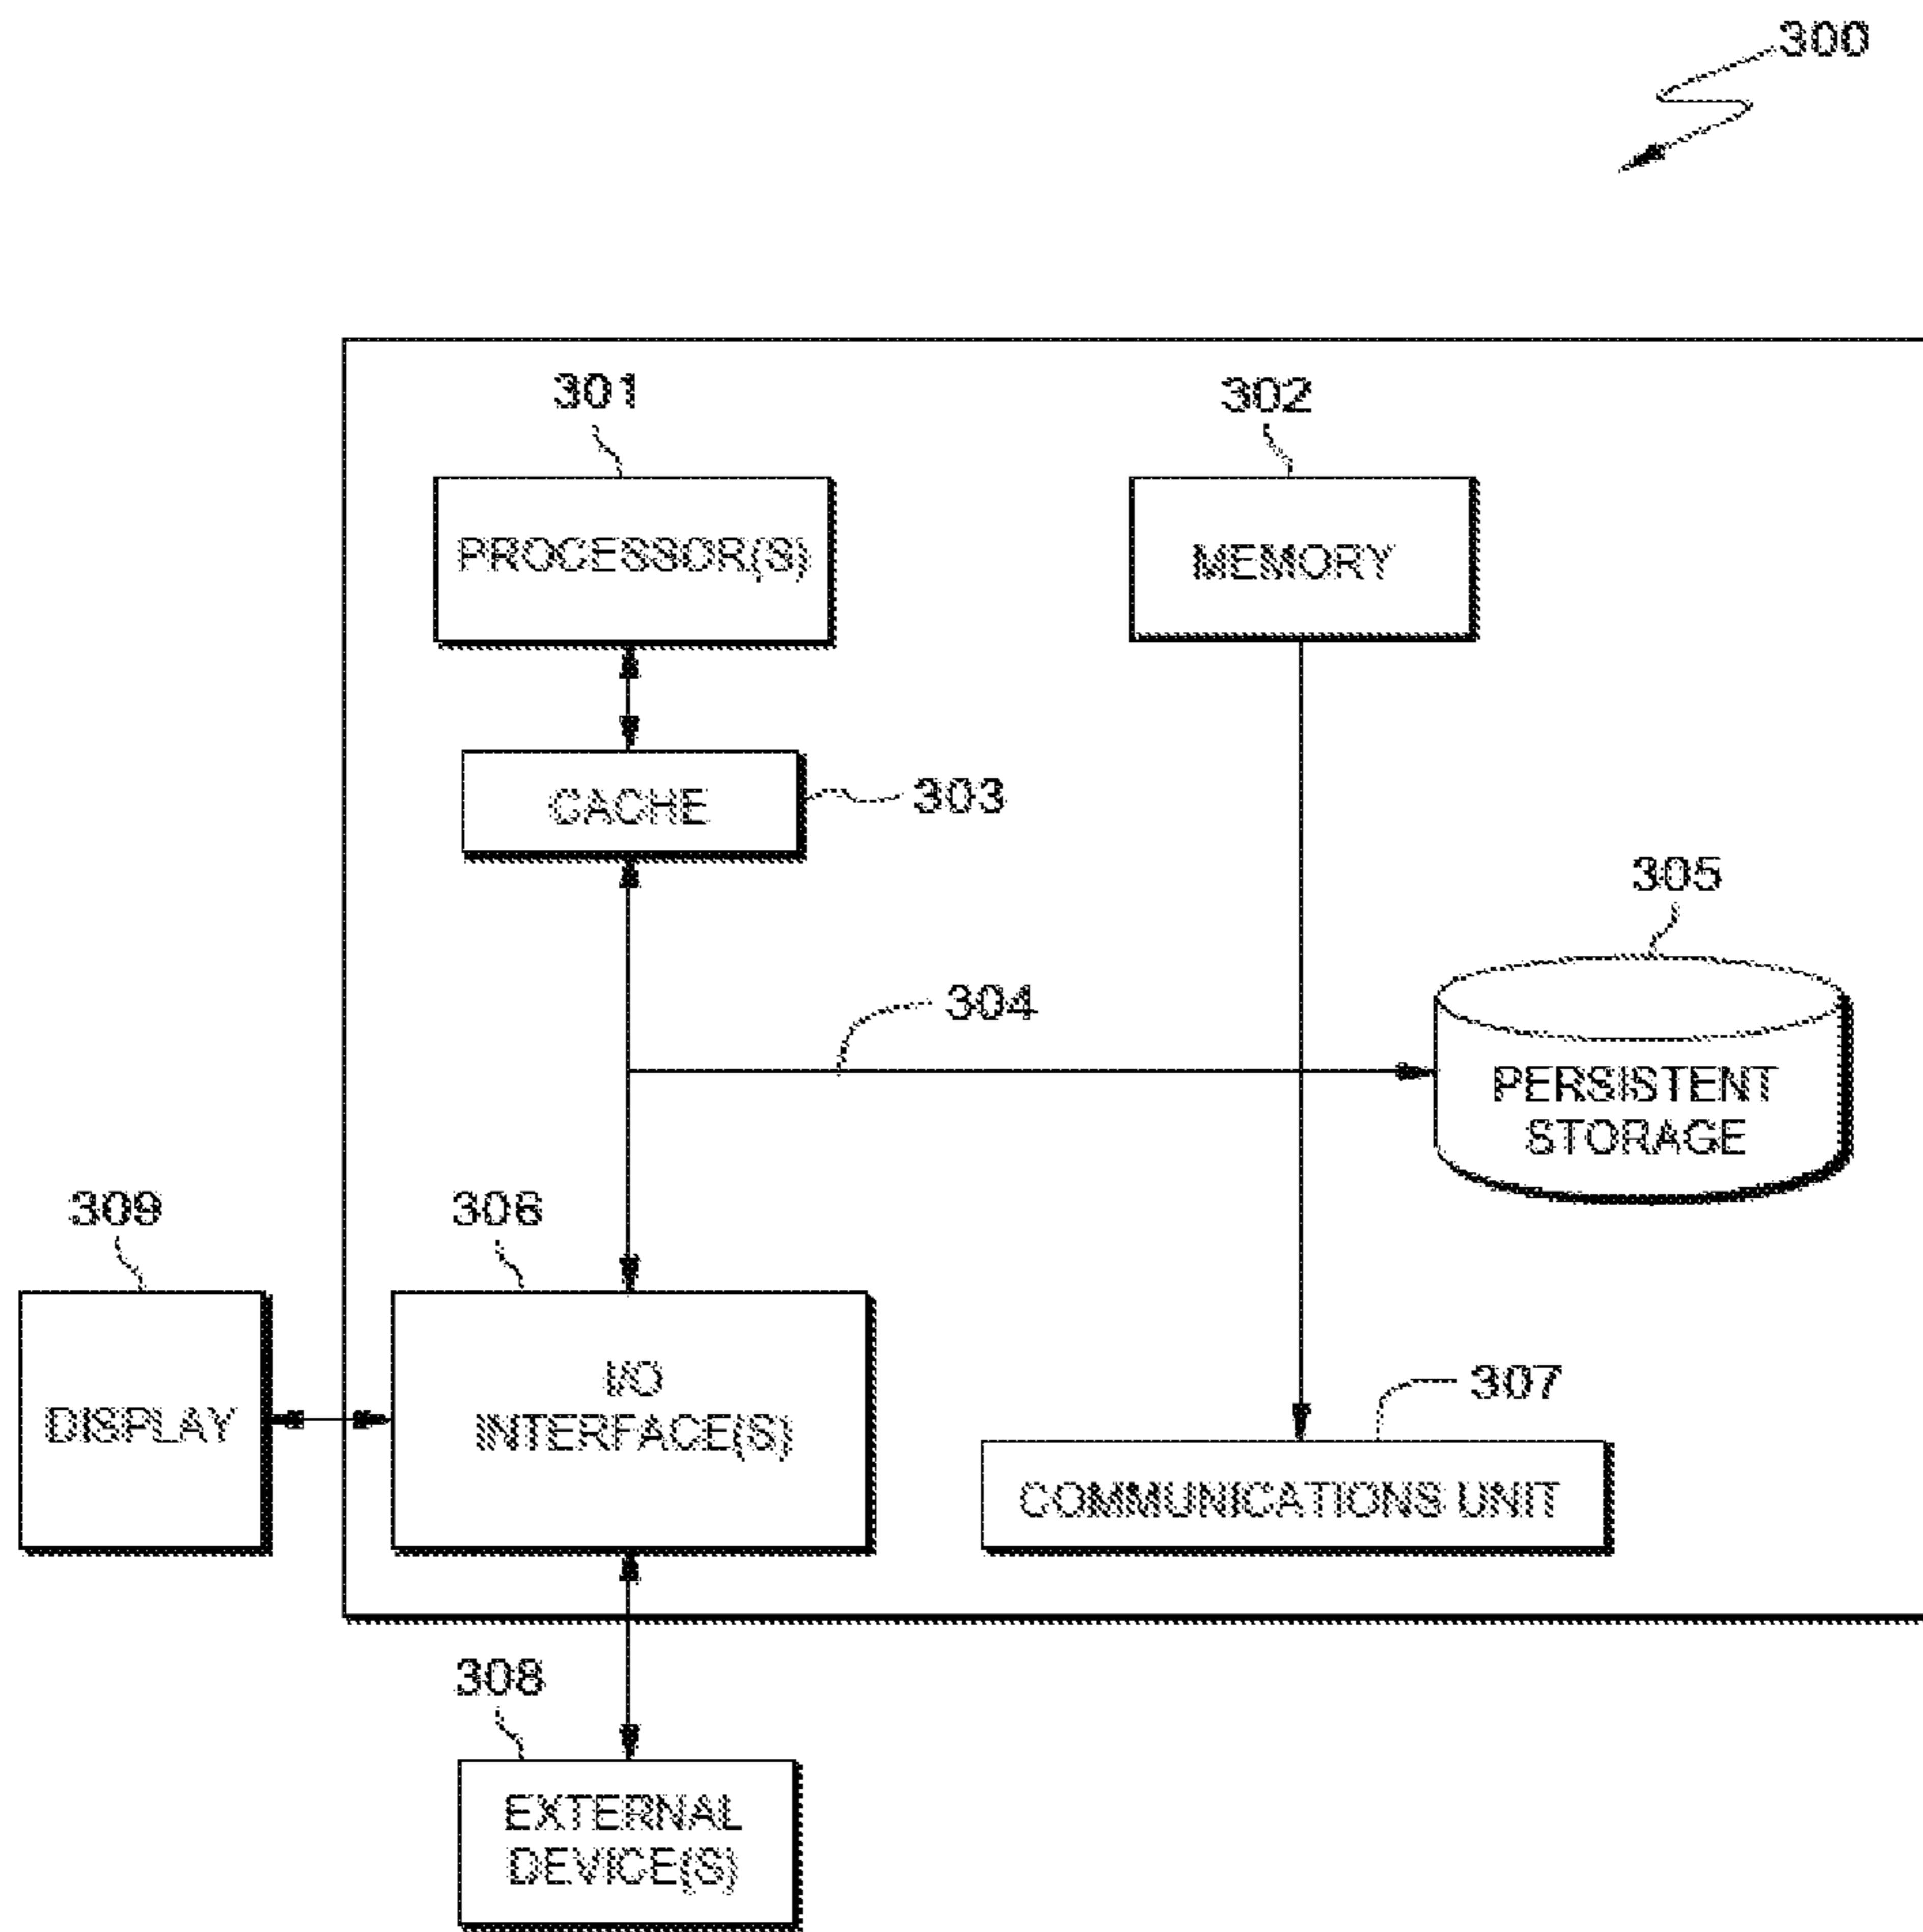 300
301
302
PROCESSOR(S)
MEMORY
CACHE
303
305
304
PERSISTENT
STORAGE
309
306
I/O
INTERFACE(S)
DISPLAY
307
COMMUNICATIONS UNIT
308
EXTERNAL
DEVICE(S)